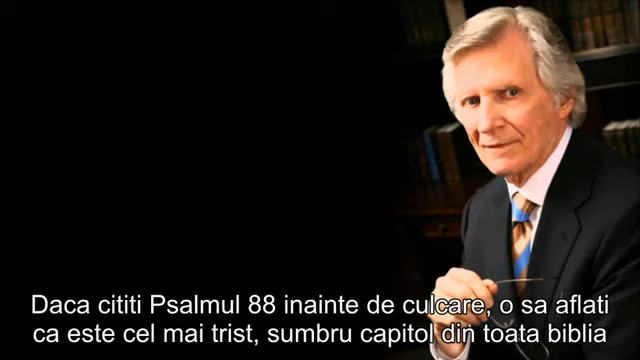 Daca cititi Psalmul 88 inainte de culcare, o sa aflati
ca este cel mai trist, sumbru capitol din toata biblia